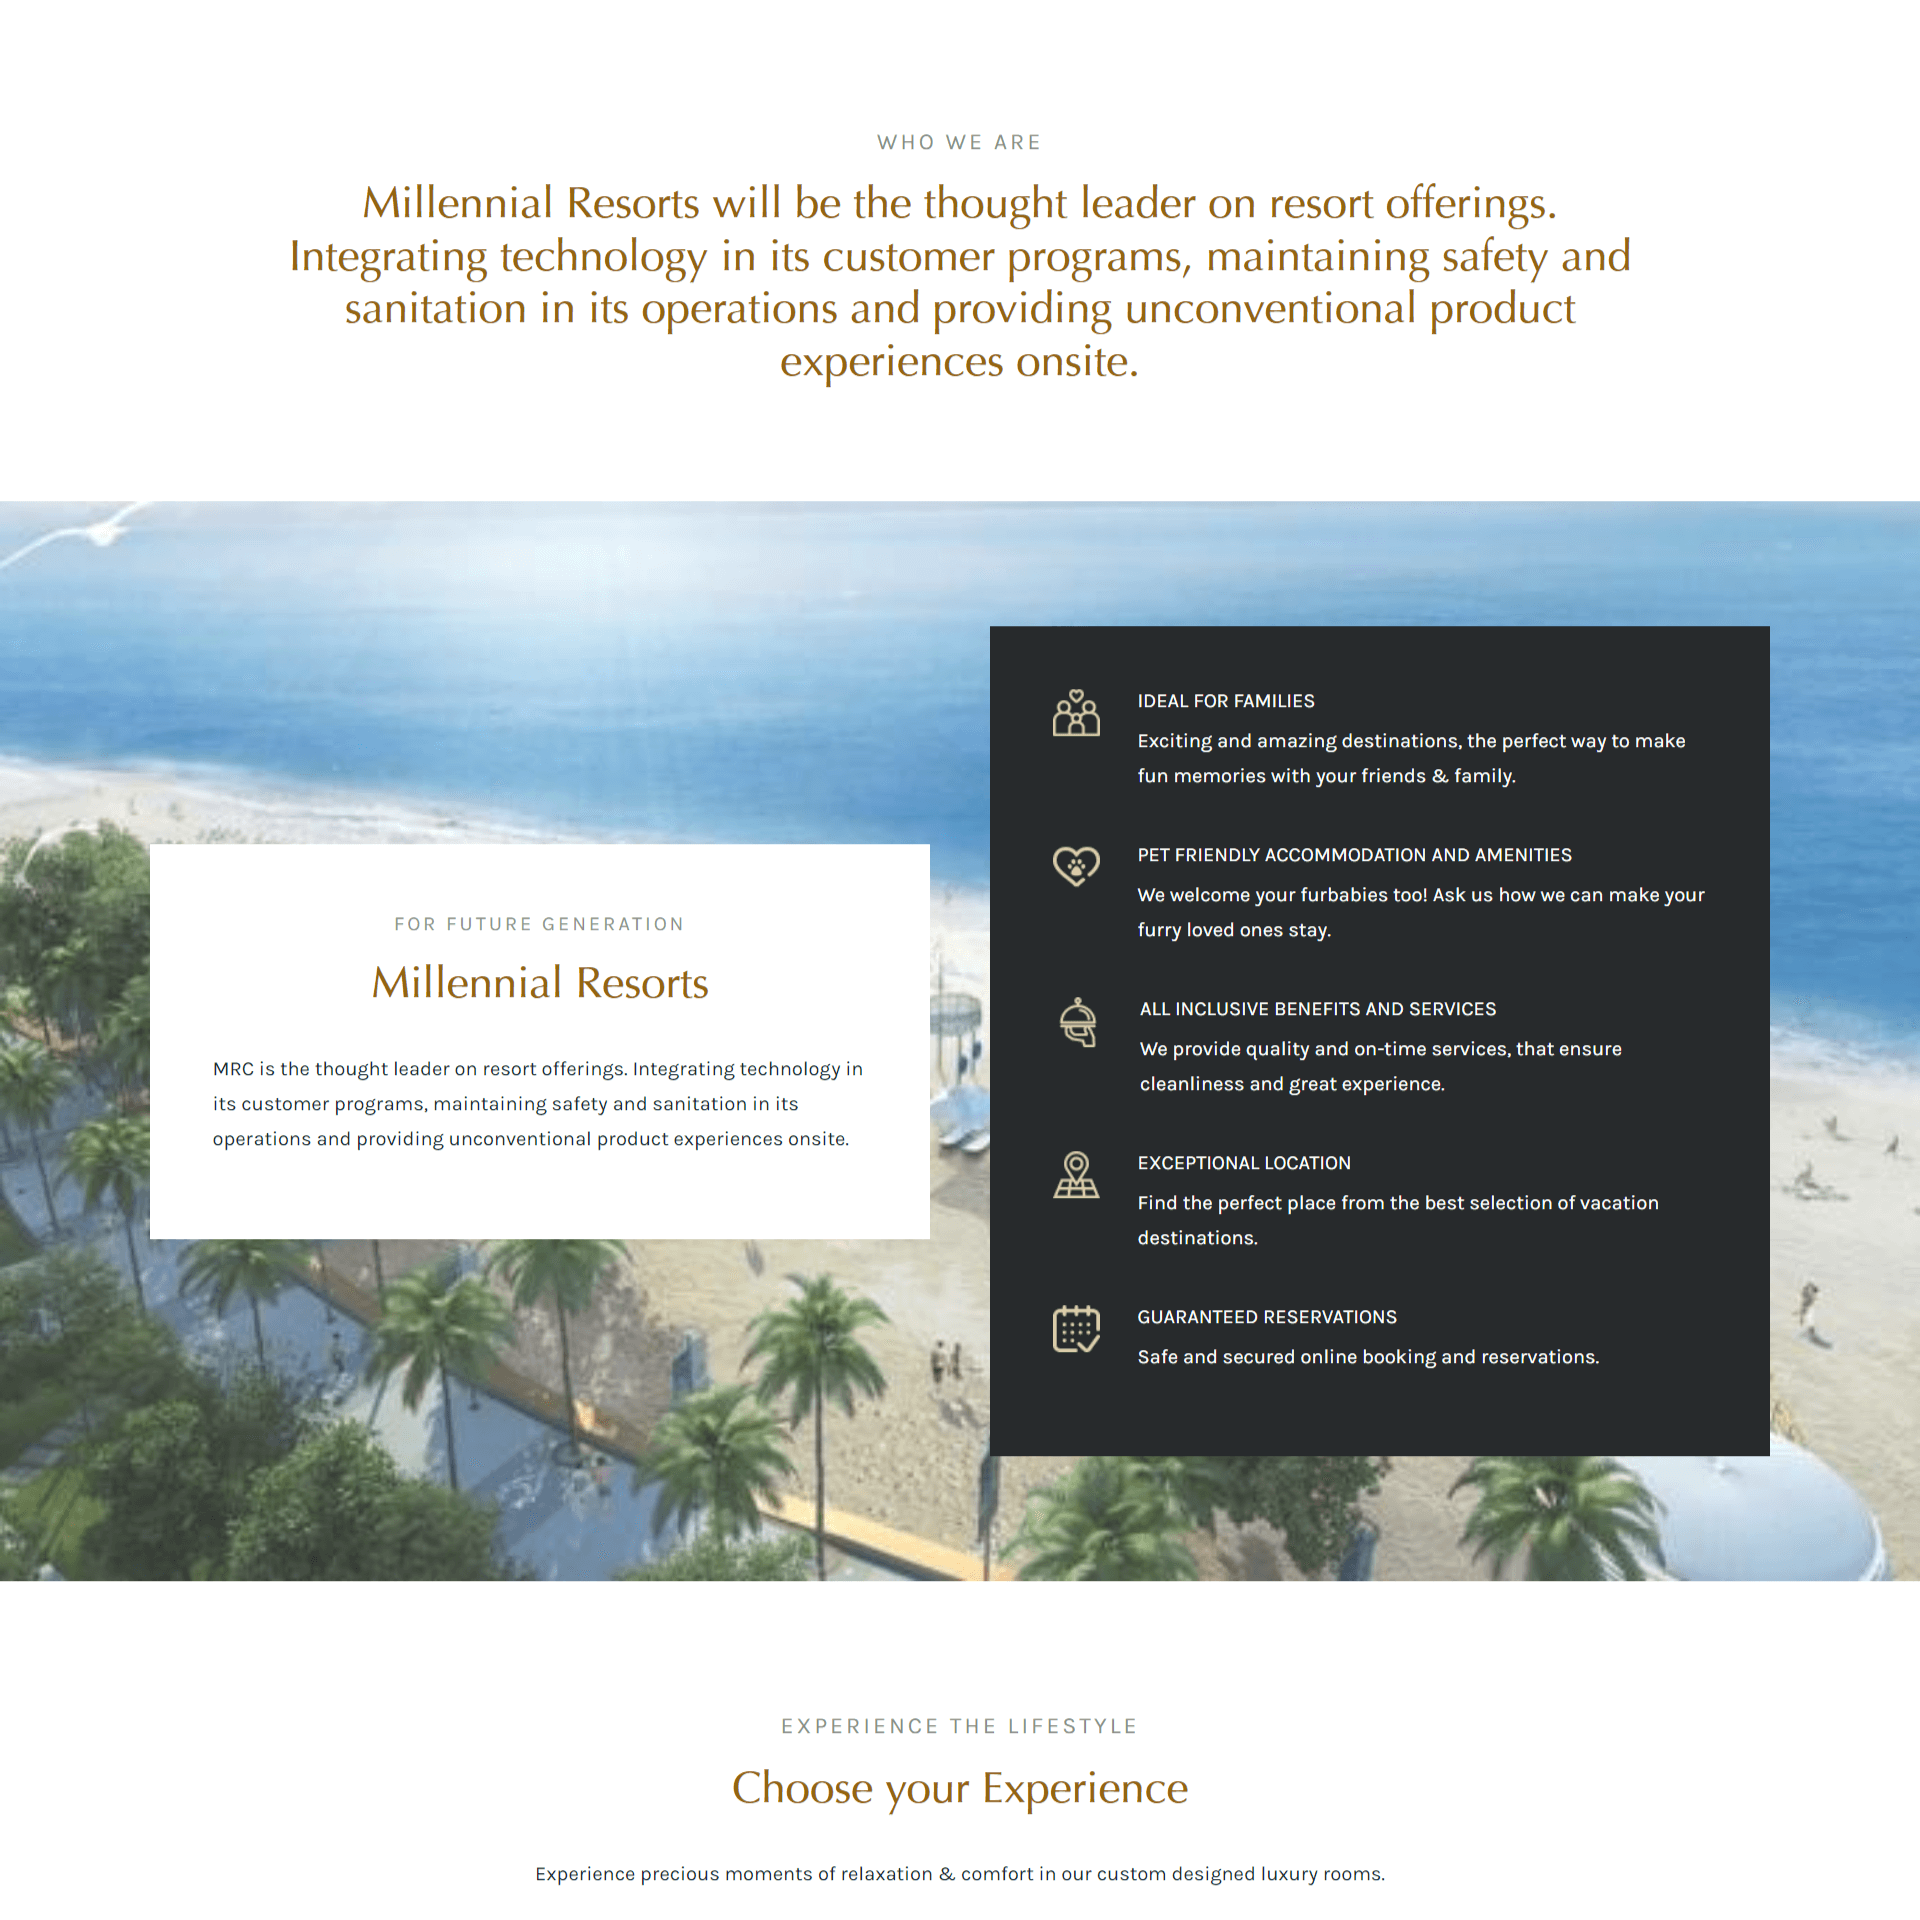 WHO WE ARE
Millennial Resorts will be the thought leader on resort offerings.
Integrating technology in its customer programs, maintaining safety and
sanitation in its operations and providing unconventional product
experiences onsite.
FOR FUTURE GENERATION
Millennial Resorts
MRC is the thought leader on resort offerings. Integrating technology in
its customer programs, maintaining safety and sanitation in its
operations and providing unconventional product experiences onsite.
IDEAL FOR FAMILIES
Exciting and amazing destinations, the perfect way to make
fun memories with your friends & family.
PET FRIENDLY ACCOMMODATION AND AMENITIES
We welcome your furbabies too! Ask us how we can make your
furry loved ones stay.
ALL INCLUSIVE BENEFITS AND SERVICES
We provide quality and on-time services, that ensure
cleanliness and great experience.
EXCEPTIONAL LOCATION
Find the perfect place from the best selection of vacation
destinations.
GUARANTEED RESERVATIONS
Safe and secured online booking and reservations.
EXPERIENCE THE LIFESTYLE
Choose your Experience
Experience precious moments of relaxation & comfort in our custom designed luxury rooms.